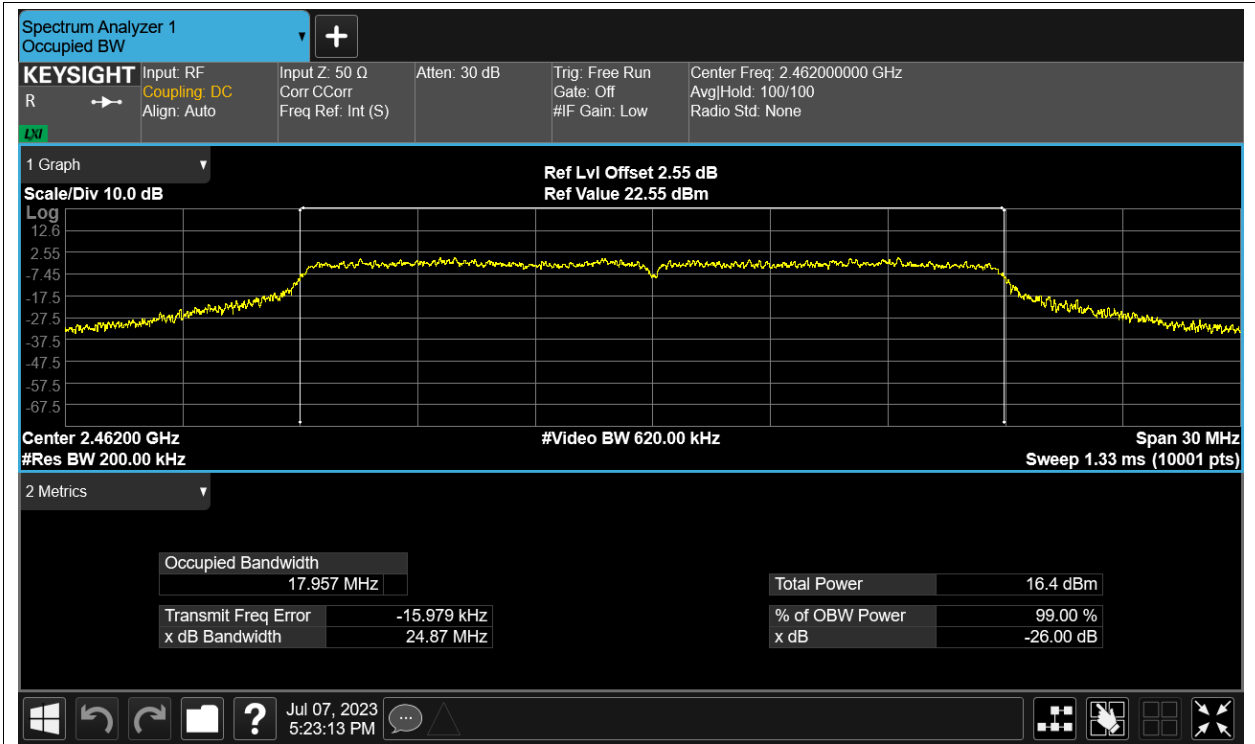 Spectrum Analyzer 1
Occupied BW
KEYSIGHT
R
LXI
Input: RF
Coupling: DC
Align: Auto
Input Z: 50 Ω
Corr CCorr
Freq Ref: Int (S)
Atten: 30 dB
Trig: Free Run
Gate: Off
#IF Gain: Low
Center Freq: 2.462000000 GHz
Avg|Hold: 100/100
Radio Std: None
1 Graph
Scale/Div 10.0 dB
Ref Lvl Offset 2.55 dB
Ref Value 22.55 dBm
Log
12.6
2.55
-7.45
-17.5
-27.5
-37.5
-47.5
-57.5
-67.5
Center 2.46200 GHz
#Video BW 620.00 kHz
Span 30 MHz
#Res BW 200.00 kHz
Sweep 1.33 ms (10001 pts)
2 Metrics
Occupied Bandwidth
17.957 MHz
Transmit Freq Error -15.979 kHz
x dB Bandwidth 24.87 MHz
Total Power 16.4 dBm
% of OBW Power 99.00 %
x dB -26.00 dB
?
Jul 07, 2023
5:23:13 PM